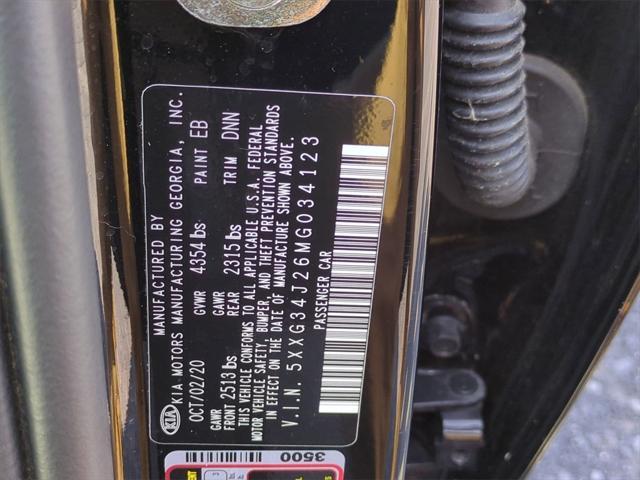 MANUFACTURED BY
KIA KIA MOTORS MANUFACTURING GEORGIA, INC.
OCT/02/20 GVWR 4354 lbs PAINT EB
GAWR FRONT 2513 lbs GAWR REAR 2315 lbs TRIM DNN
THIS VEHICLE CONFORMS TO ALL APPLICABLE U.S.A. FEDERAL
MOTOR VEHICLE SAFETY, BUMPER, AND THEFT PREVENTION STANDARDS
IN EFFECT ON THE DATE OF MANUFACTURE SHOWN ABOVE.
V.I.N. 5XXG34J26MG034123
PASSENGER CAR
3500